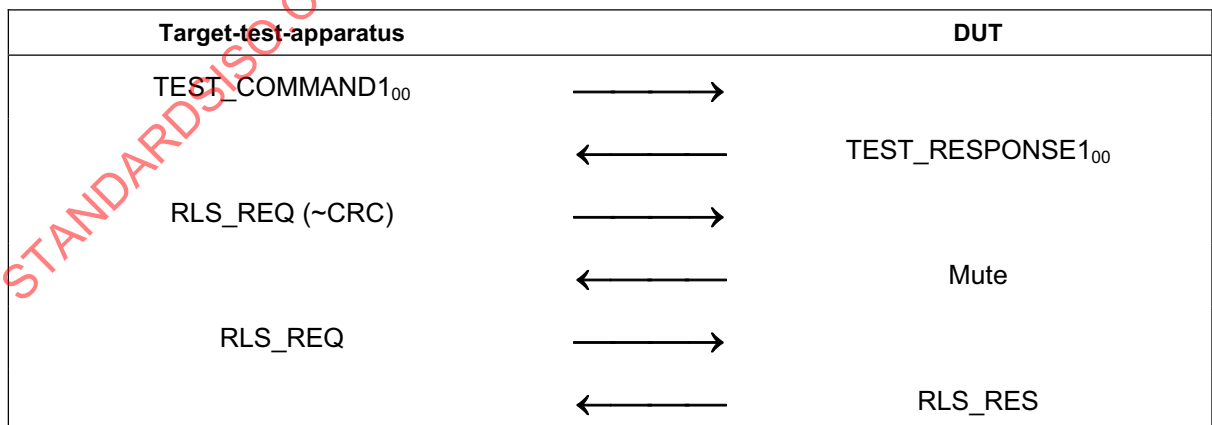 Target-test-apparatus DUT
TEST_COMMAND1₀₀
TEST_RESPONSE1₀₀
RLS_REQ (~CRC)
Mute
RLS_REQ
RLS_RES
STANDARDSISO.C